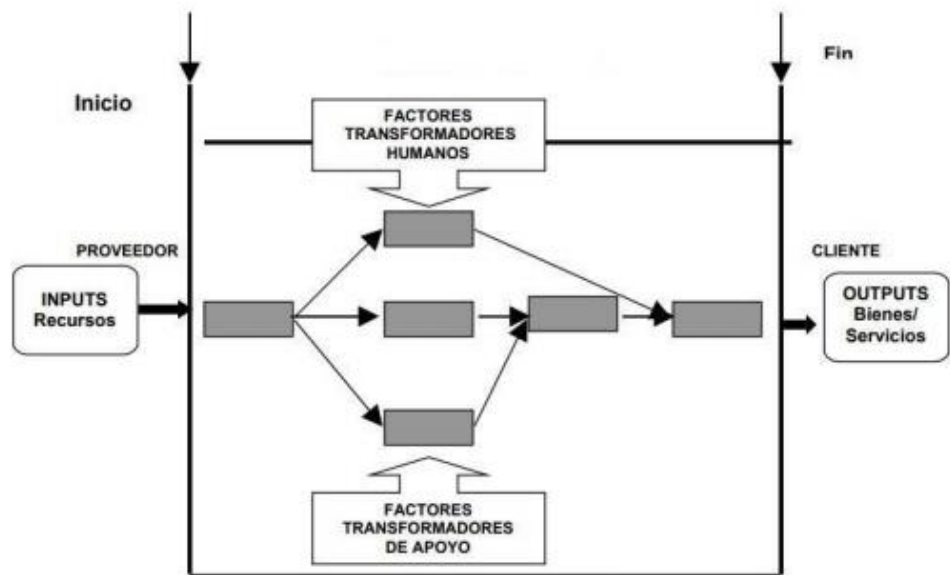 Fin
Inicio
FACTORES
TRANSFORMADORES
HUMANOS
PROVEEDOR
CLIENTE
INPUTS
Recursos
OUTPUTS
Bienes/
Servicios
FACTORES
TRANSFORMADORES
DE APOYO